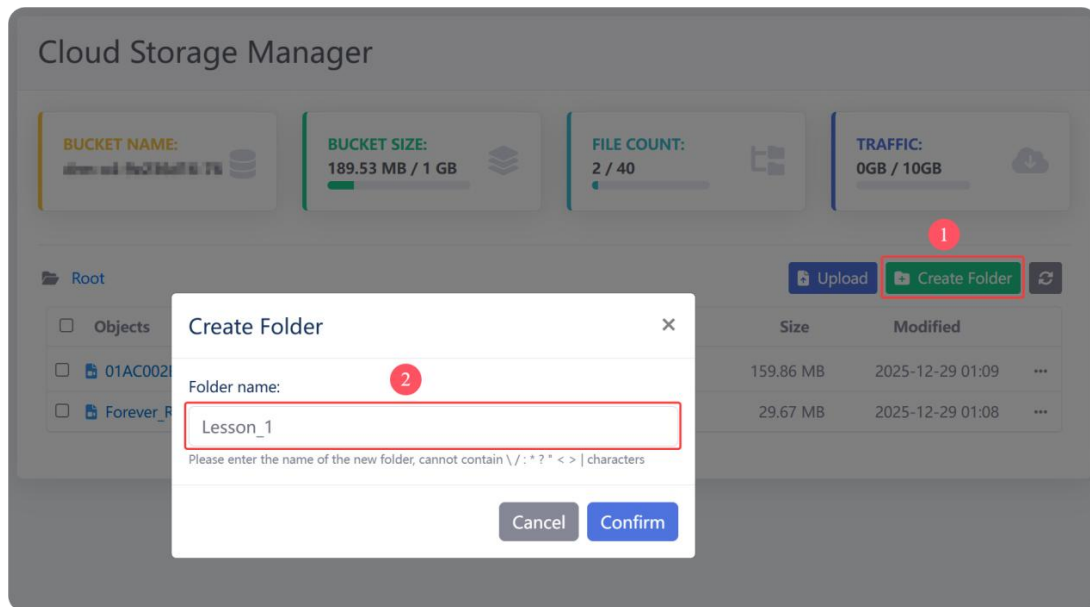 Cloud Storage Manager
BUCKET NAME:
BUCKET SIZE:
189.53 MB / 1 GB
FILE COUNT:
2 / 40
TRAFFIC:
0GB / 10GB
1
Root
Upload
Create Folder
Objects
Size
Modified
01AC002
159.86 MB
2025-12-29 01:09
Forever_R
29.67 MB
2025-12-29 01:08
Create Folder
×
Folder name:
2
Lesson_1
Please enter the name of the new folder, cannot contain \ / : * ? " < > | characters
Cancel
Confirm